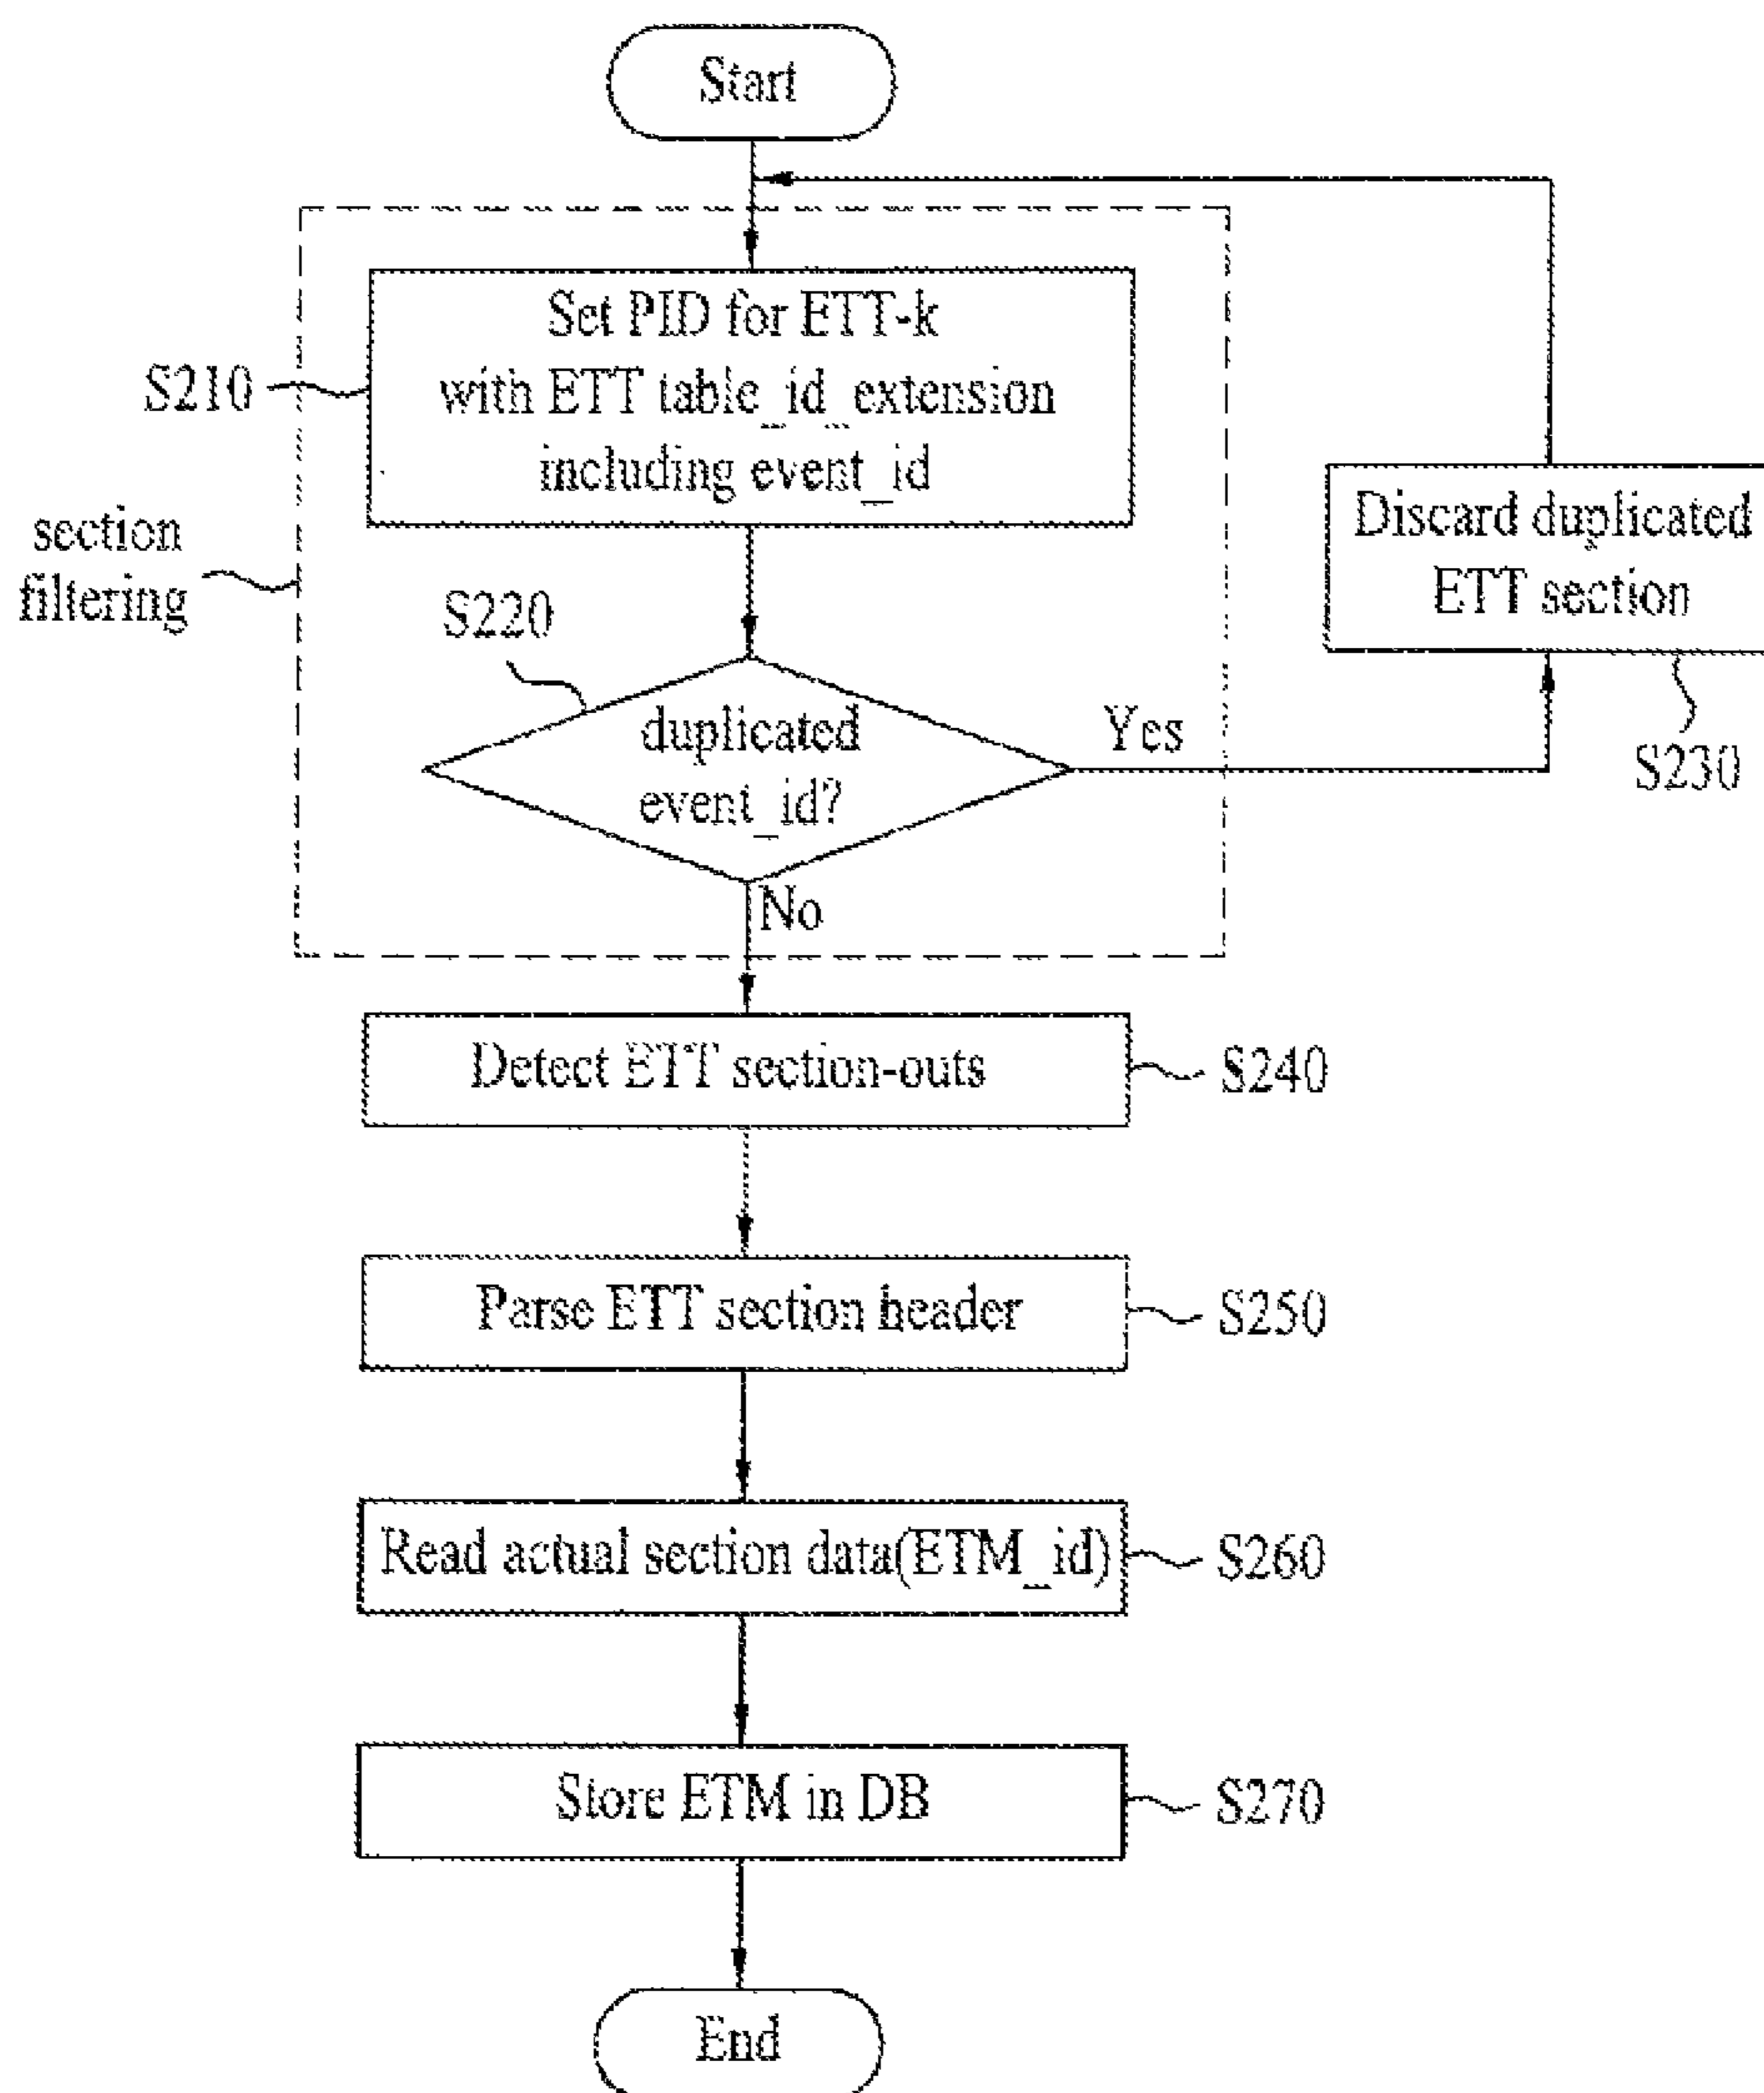 Start
Set PID for ETT-k
with ETT table_id_extension
including event_id
S210
section
filtering
Discard duplicated
ETT section
S230
S220
duplicated
event_id?
Yes
No
Detect ETT section-outs
S240
Parse ETT section header
S250
Read actual section data(ETM_id)
S260
Store ETM in DB
S270
End